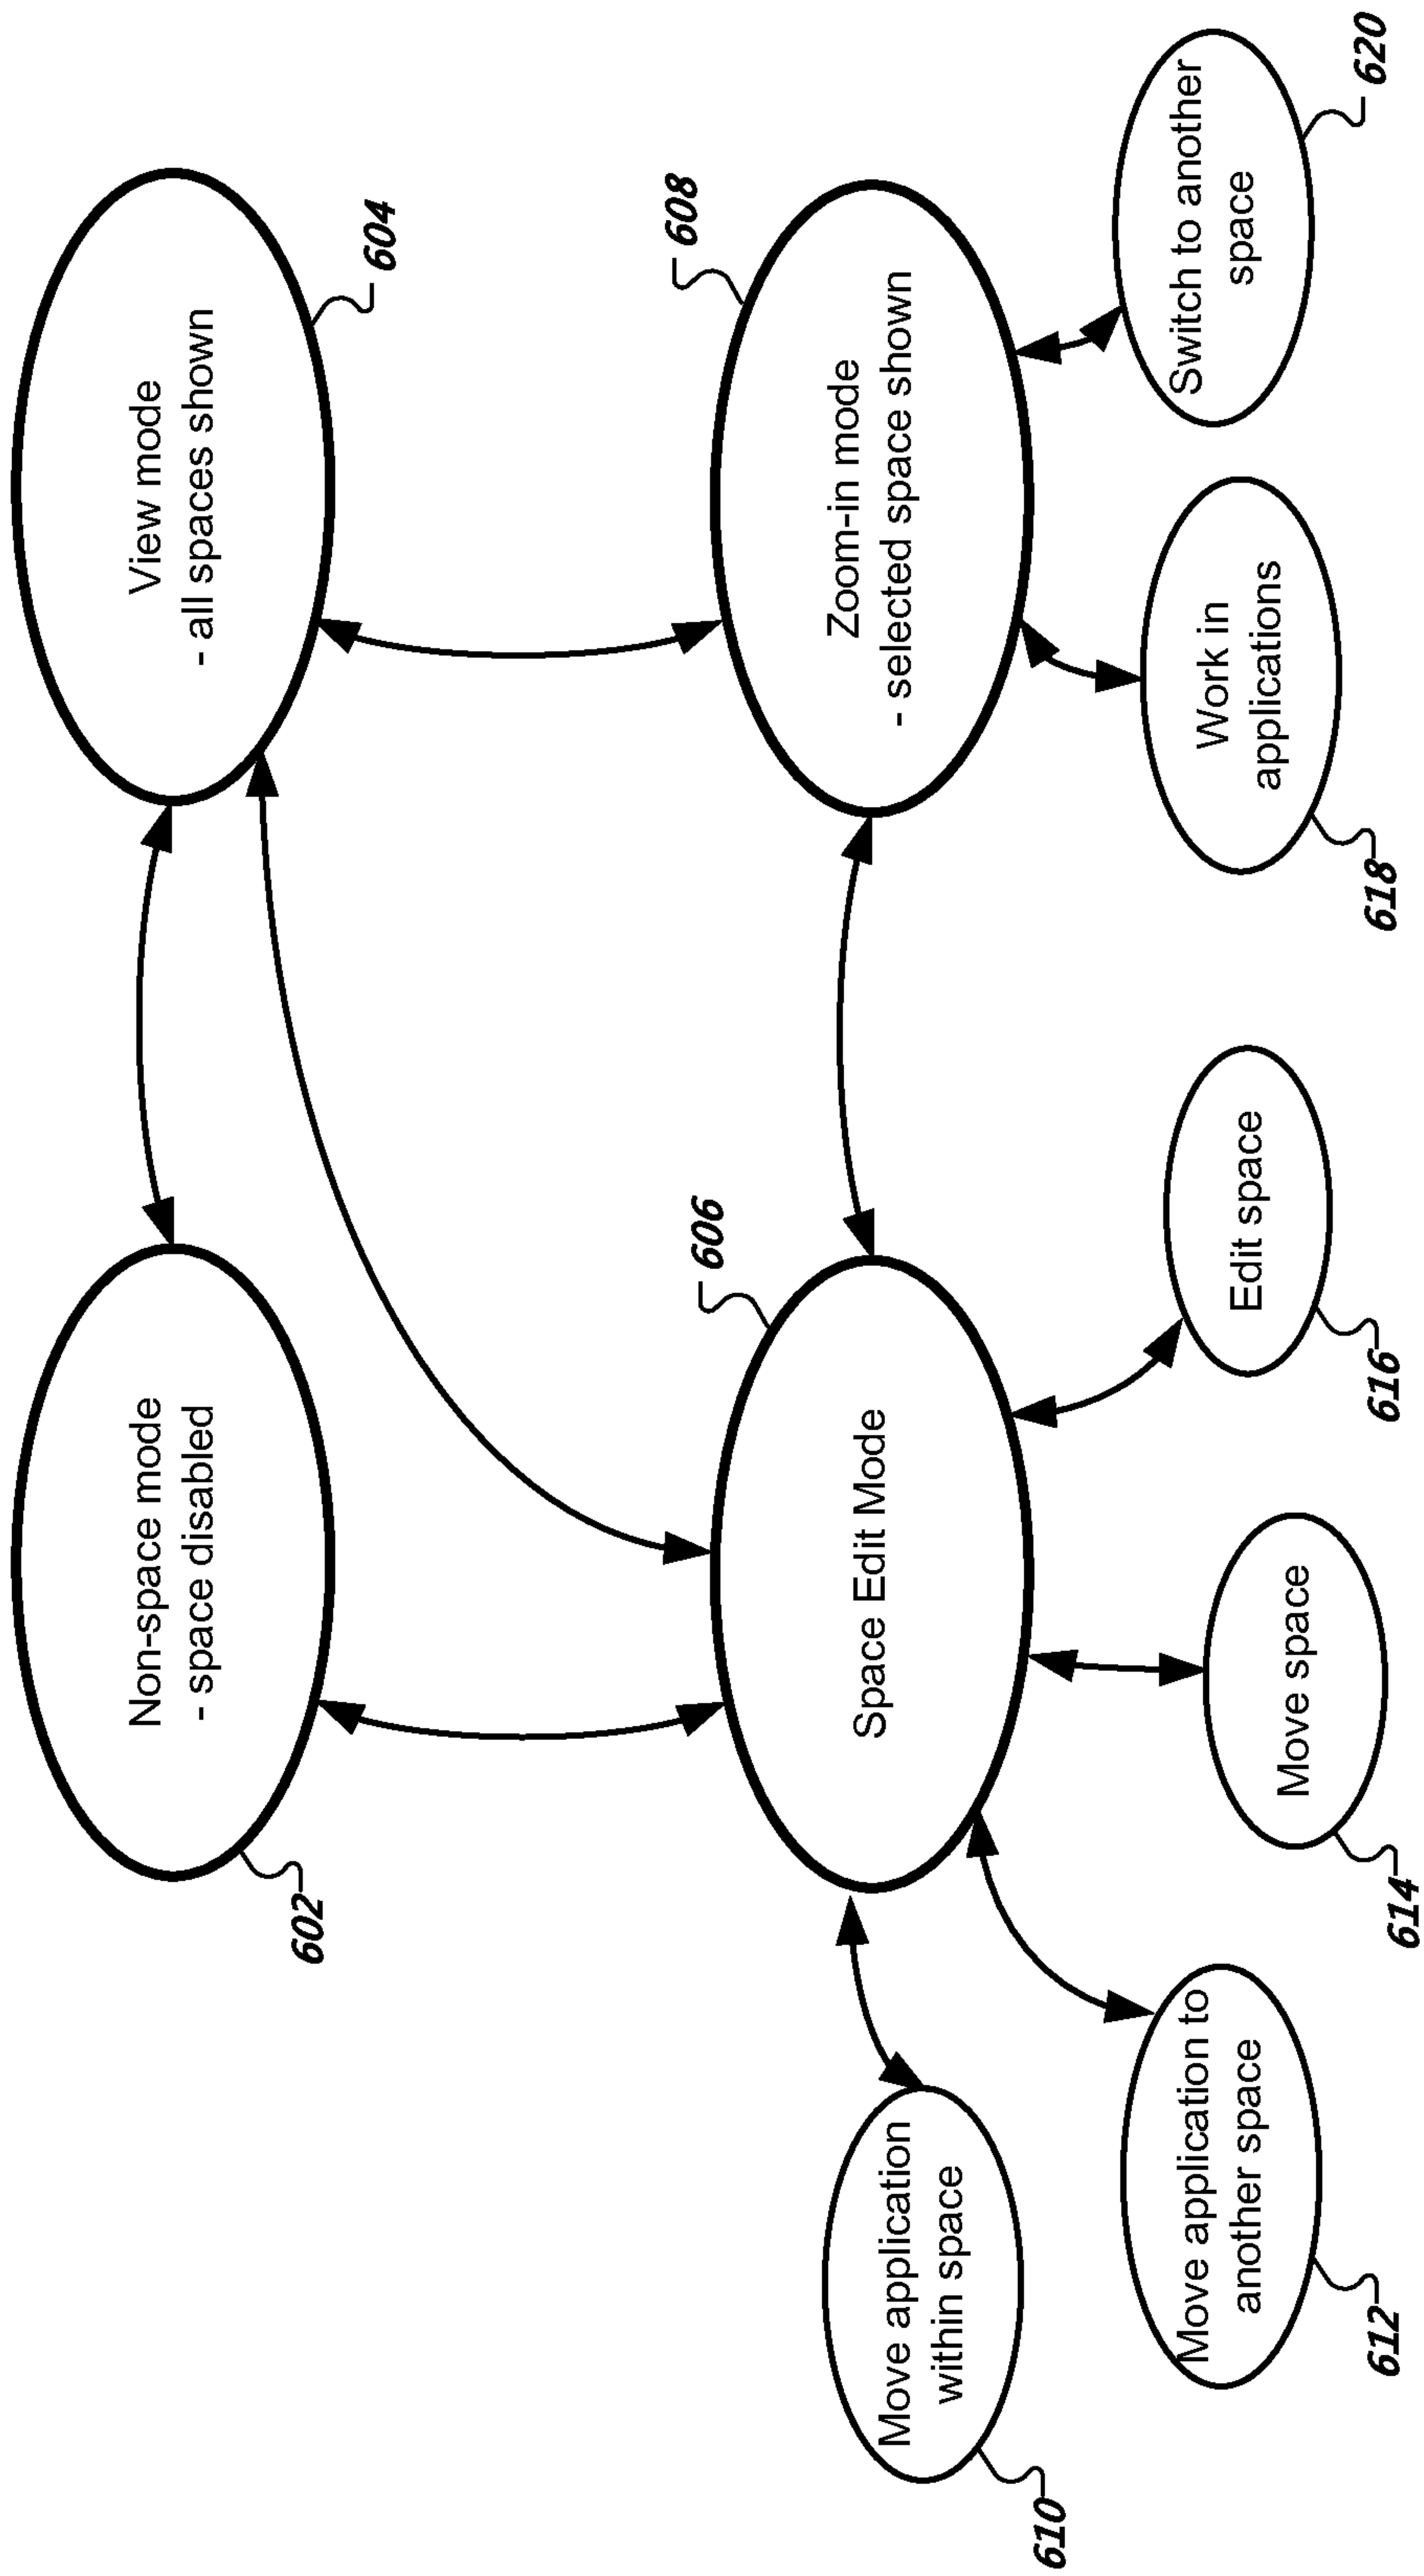 Non-space mode
- space disabled
602
View mode
- all spaces shown
604
Space Edit Mode
606
Zoom-in mode
- selected space shown
608
Move application
within space
610
Move application to
another space
612
Move space
614
Edit space
616
Work in
applications
618
Switch to another
space
620